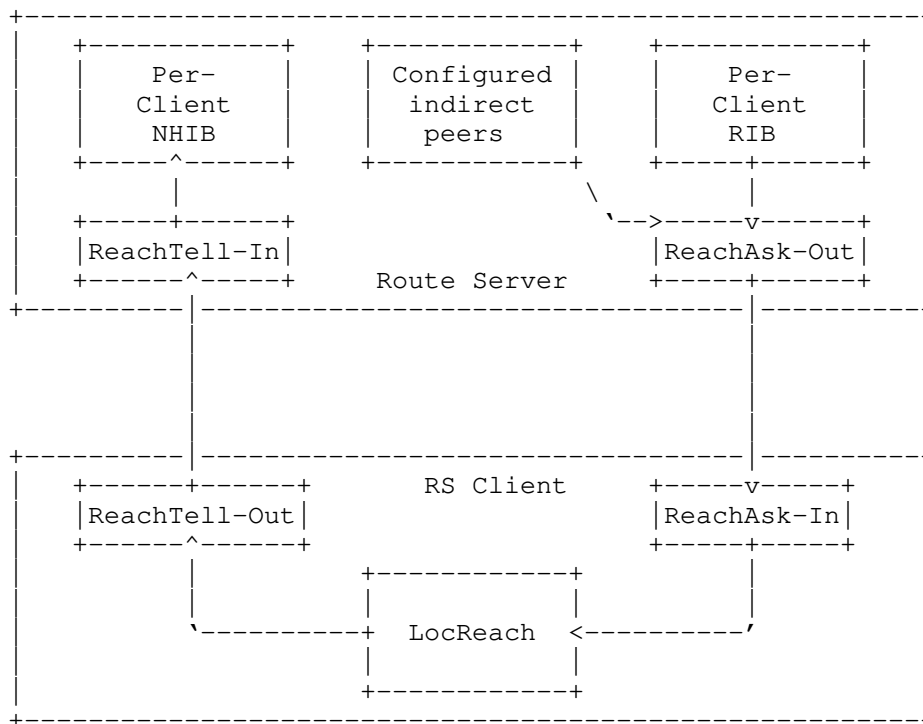 Per- Configured Per-
Client indirect Client
NHIB peers RIB
ReachTell-In ReachAsk-Out
Route Server
RS Client
ReachTell-Out ReachAsk-In
LocReach